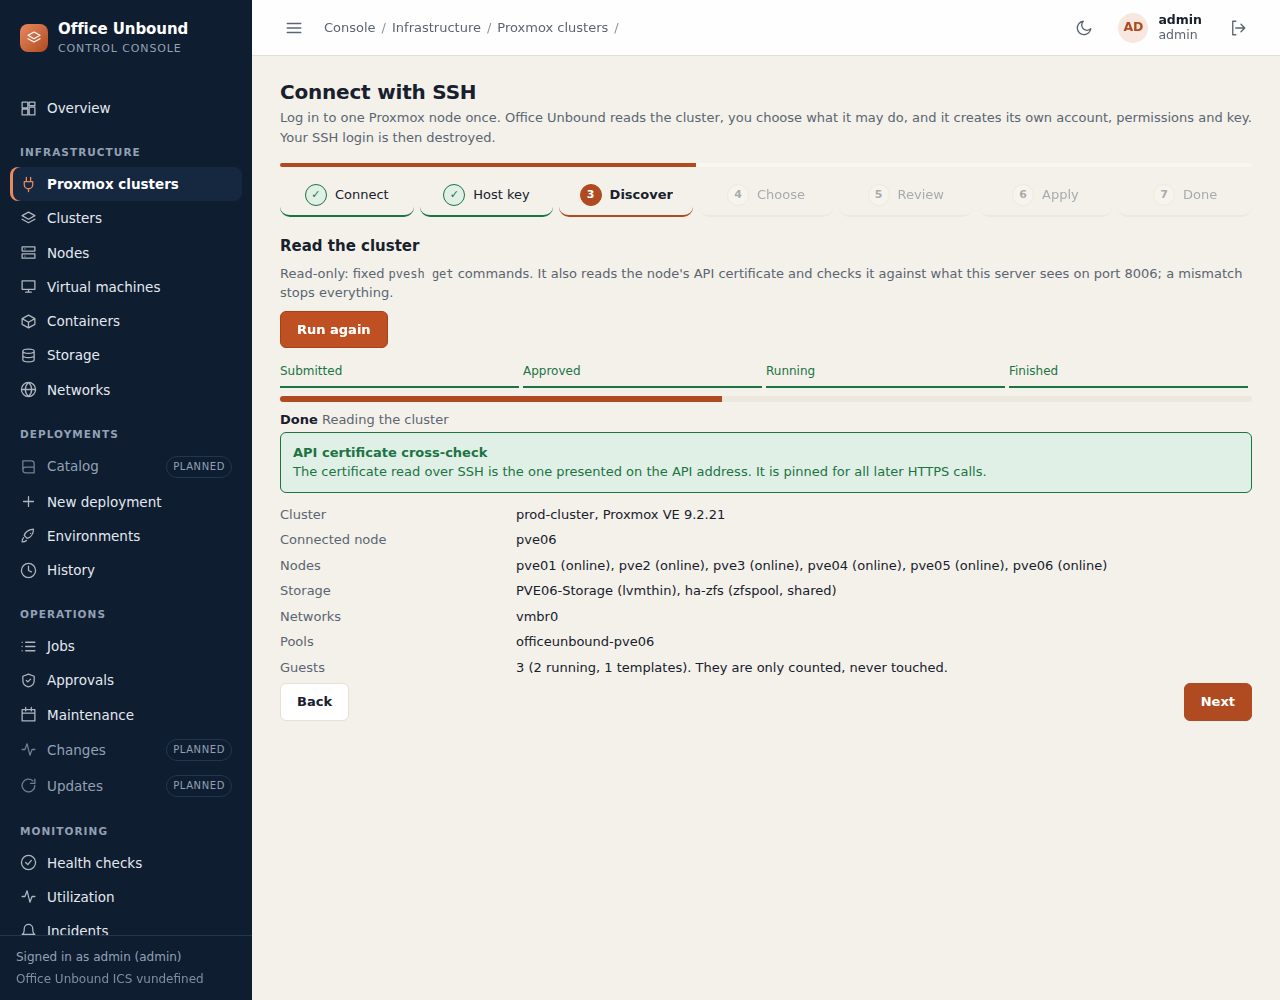 Office Unbound
CONTROL CONSOLE
Overview
INFRASTRUCTURE
Proxmox clusters
Clusters
Nodes
Virtual machines
Containers
Storage
Networks
DEPLOYMENTS
Catalog PLANNED
New deployment
Environments
History
OPERATIONS
Jobs
Approvals
Maintenance
Changes PLANNED
Updates PLANNED
MONITORING
Health checks
Utilization
Incidents
Signed in as admin (admin)
Office Unbound ICS vundefined
Console / Infrastructure / Proxmox clusters /
AD
admin
admin
Connect with SSH
Log in to one Proxmox node once. Office Unbound reads the cluster, you choose what it may do, and it creates its own account, permissions and key.
Your SSH login is then destroyed.
✓ Connect ✓ Host key 3 Discover 4 Choose 5 Review 6 Apply 7 Done
Read the cluster
Read-only: fixed pvesh get commands. It also reads the node's API certificate and checks it against what this server sees on port 8006; a mismatch
stops everything.
Run again
Submitted Approved Running Finished
Done Reading the cluster
API certificate cross-check
The certificate read over SSH is the one presented on the API address. It is pinned for all later HTTPS calls.
Cluster prod-cluster, Proxmox VE 9.2.21
Connected node pve06
Nodes pve01 (online), pve2 (online), pve3 (online), pve04 (online), pve05 (online), pve06 (online)
Storage PVE06-Storage (lvmthin), ha-zfs (zfspool, shared)
Networks vmbr0
Pools officeunbound-pve06
Guests 3 (2 running, 1 templates). They are only counted, never touched.
Back Next